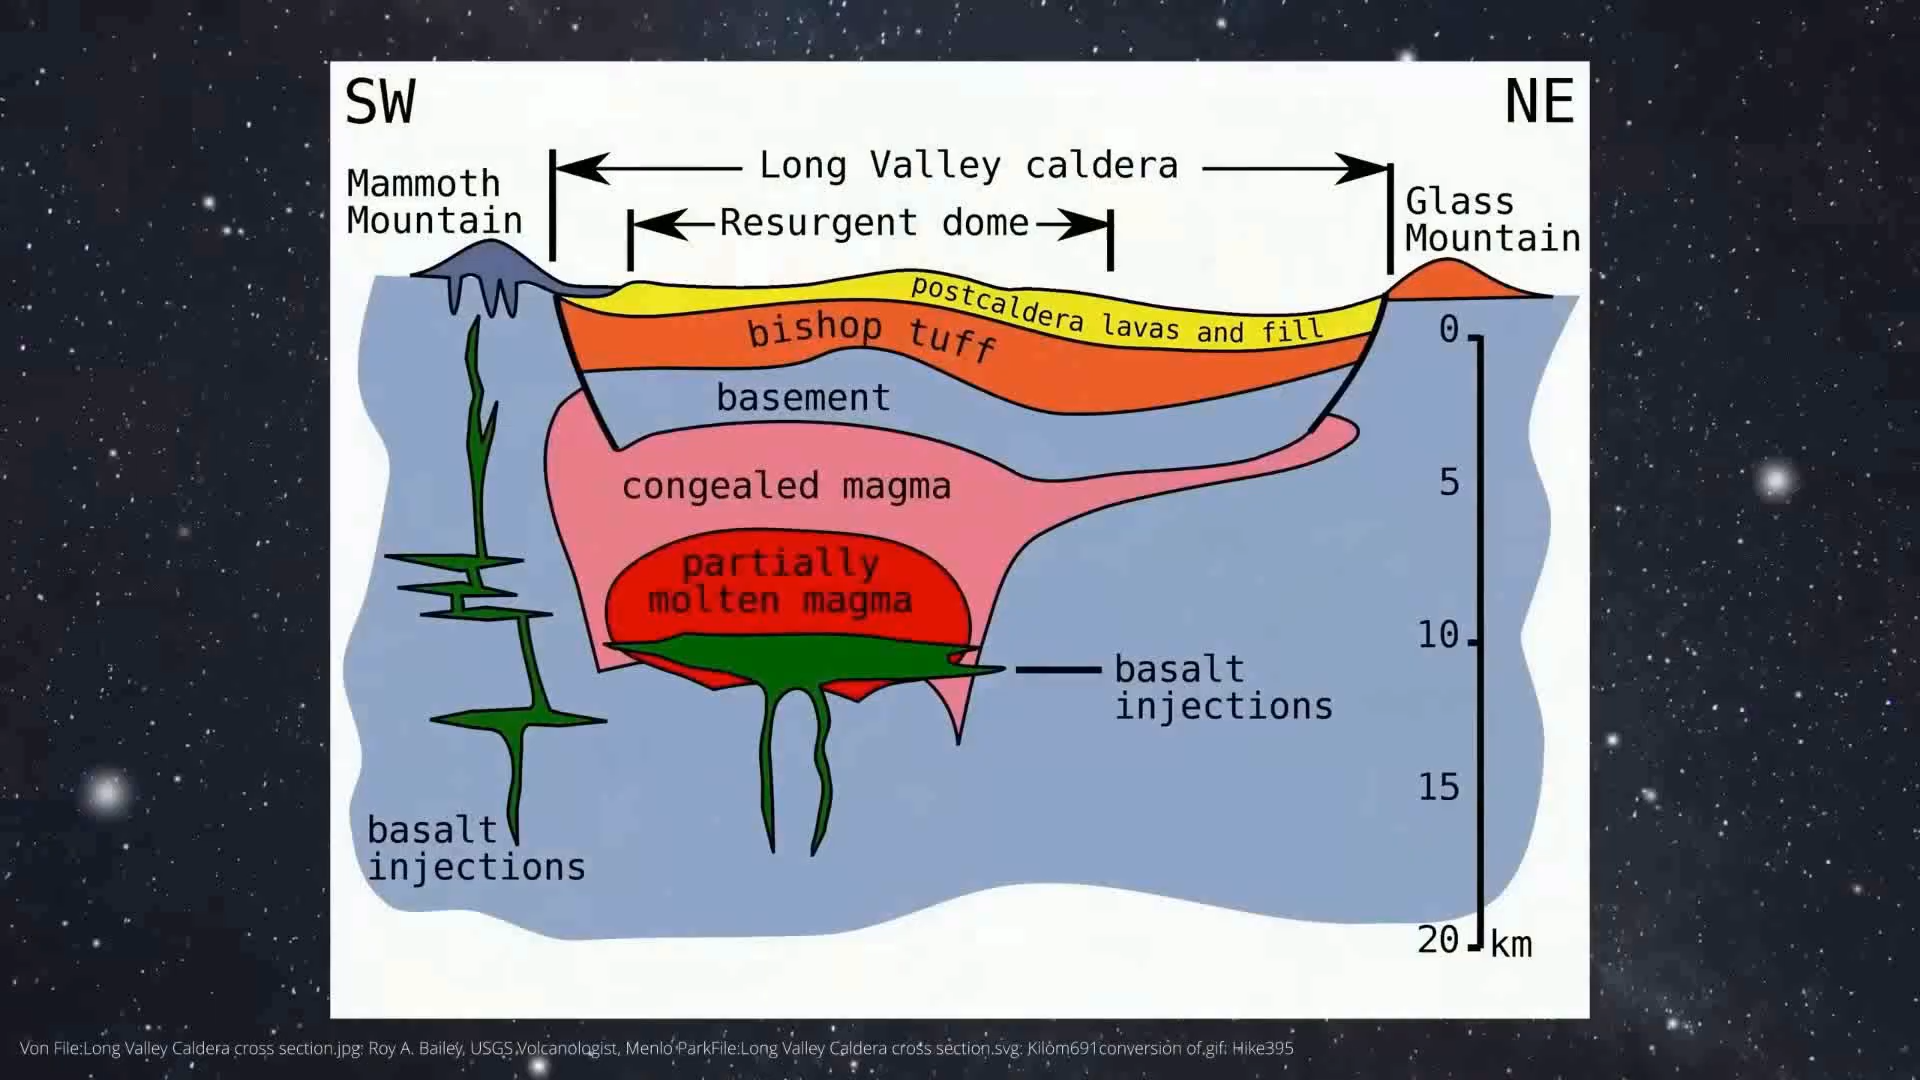 SW
NE
Long Valley caldera
Mammoth
Mountain
Resurgent dome
Glass
Mountain
postcaldera lavas and fill
bishop tuff
0
basement
5
congealed magma
partially
molten magma
10
basalt
injections
15
basalt
injections
20 km
Von File:Long Valley Caldera cross section.jpg: Roy A. Bailey, USGS Volcanologist, Menlo ParkFile:Long Valley Caldera cross section.svg: Kilom691conversion of.gif: Hike395